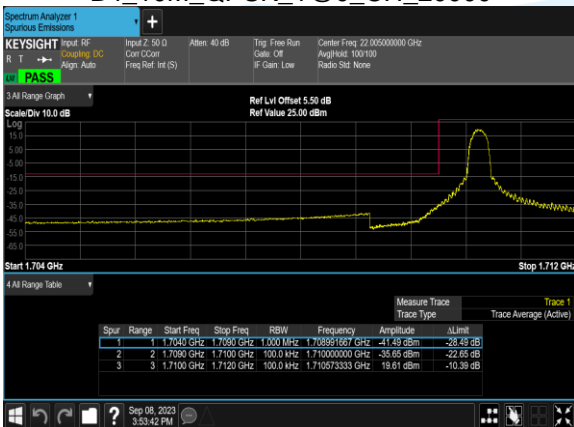 Spectrum Analyzer 1
Spurious Emissions
KEYSIGHT
R T
LW PASS
Input: RF
Coupling: DC
Align: Auto
Input Z: 50 Ω
Corr CCorr
Freq Ref: Int (S)
Atten: 40 dB
Trig: Free Run
Gate: Off
IF Gain: Low
Center Freq: 22.005000000 GHz
Avg|Hold: 100/100
Radio Std: None
3 All Range Graph
Scale/Div 10.0 dB
Ref Lvl Offset 5.50 dB
Ref Value 25.00 dBm
Log
15.0
5.00
-5.00
-15.0
-25.0
-35.0
-45.0
-55.0
-65.0
Start 1.704 GHz
Stop 1.712 GHz
4 All Range Table
Measure Trace Trace 1
Trace Type Trace Average (Active)
Spur Range Start Freq Stop Freq RBW Frequency Amplitude ΔLimit
1 1 1.7040 GHz 1.7090 GHz 1.000 MHz 1.708991667 GHz -41.49 dBm -28.49 dB
2 2 1.7090 GHz 1.7100 GHz 100.0 kHz 1.710000000 GHz -35.65 dBm -22.65 dB
3 3 1.7100 GHz 1.7120 GHz 100.0 kHz 1.710573333 GHz 19.61 dBm -10.39 dB
?
Sep 08, 2023
3:53:42 PM